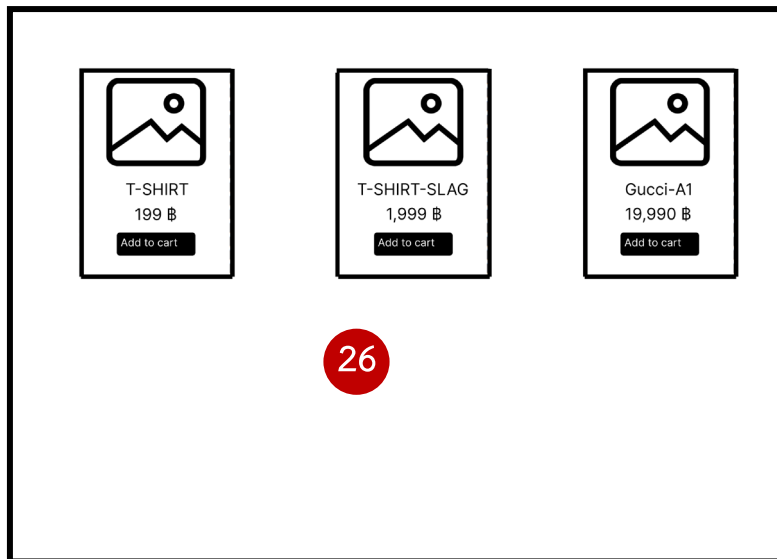 T-SHIRT
199 ฿
Add to cart
T-SHIRT-SLAG
1,999 ฿
Add to cart
Gucci-A1
19,990 ฿
Add to cart
26